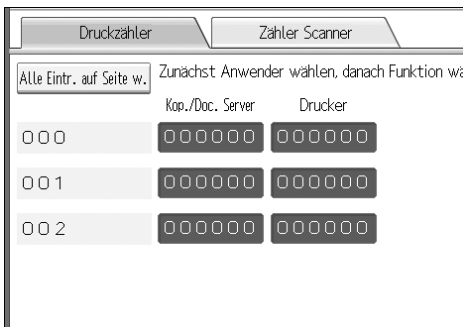 Druckzähler Zähler Scanner
Alle Eintr. auf Seite w. Zunächst Anwender wählen, danach Funktion
Kop./Doc. Server Drucker
000 000000 000000
001 000000 000000
002 000000 000000